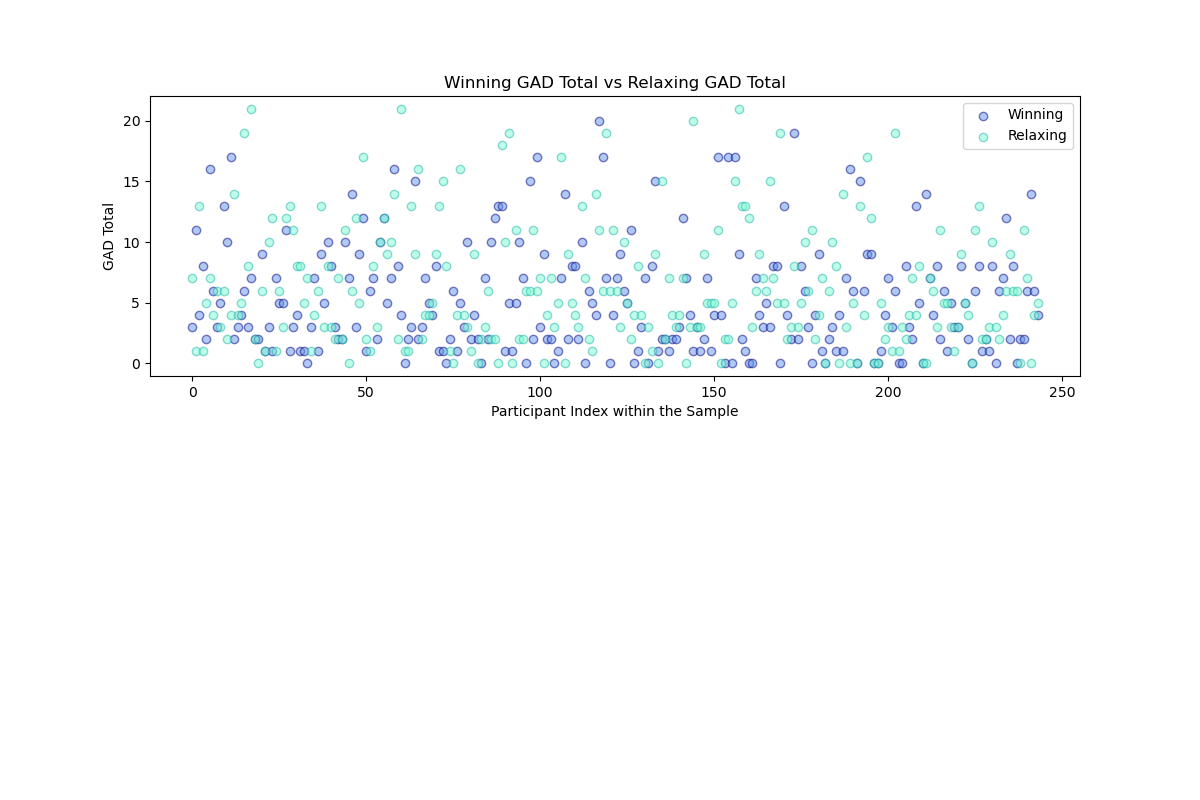 Winning GAD Total vs Relaxing GAD Total
Winning
Relaxing
GAD Total
20
15
10
5
0
0 50 100 150 200 250
Participant Index within the Sample